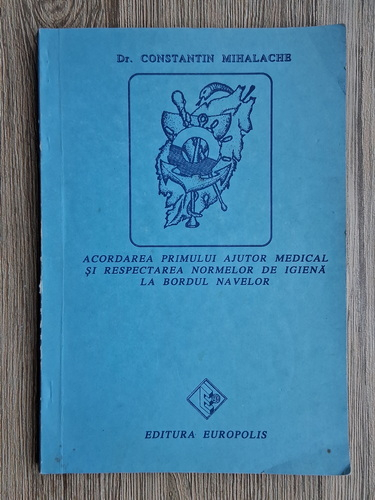 Dr. CONSTANTIN MIHALACHE
ACORDAREA PRIMULUI AJUTOR MEDICAL
ŞI RESPECTAREA NORMELOR DE IGIENĂ
LA BORDUL NAVELOR
EDITURA EUROPOLIS